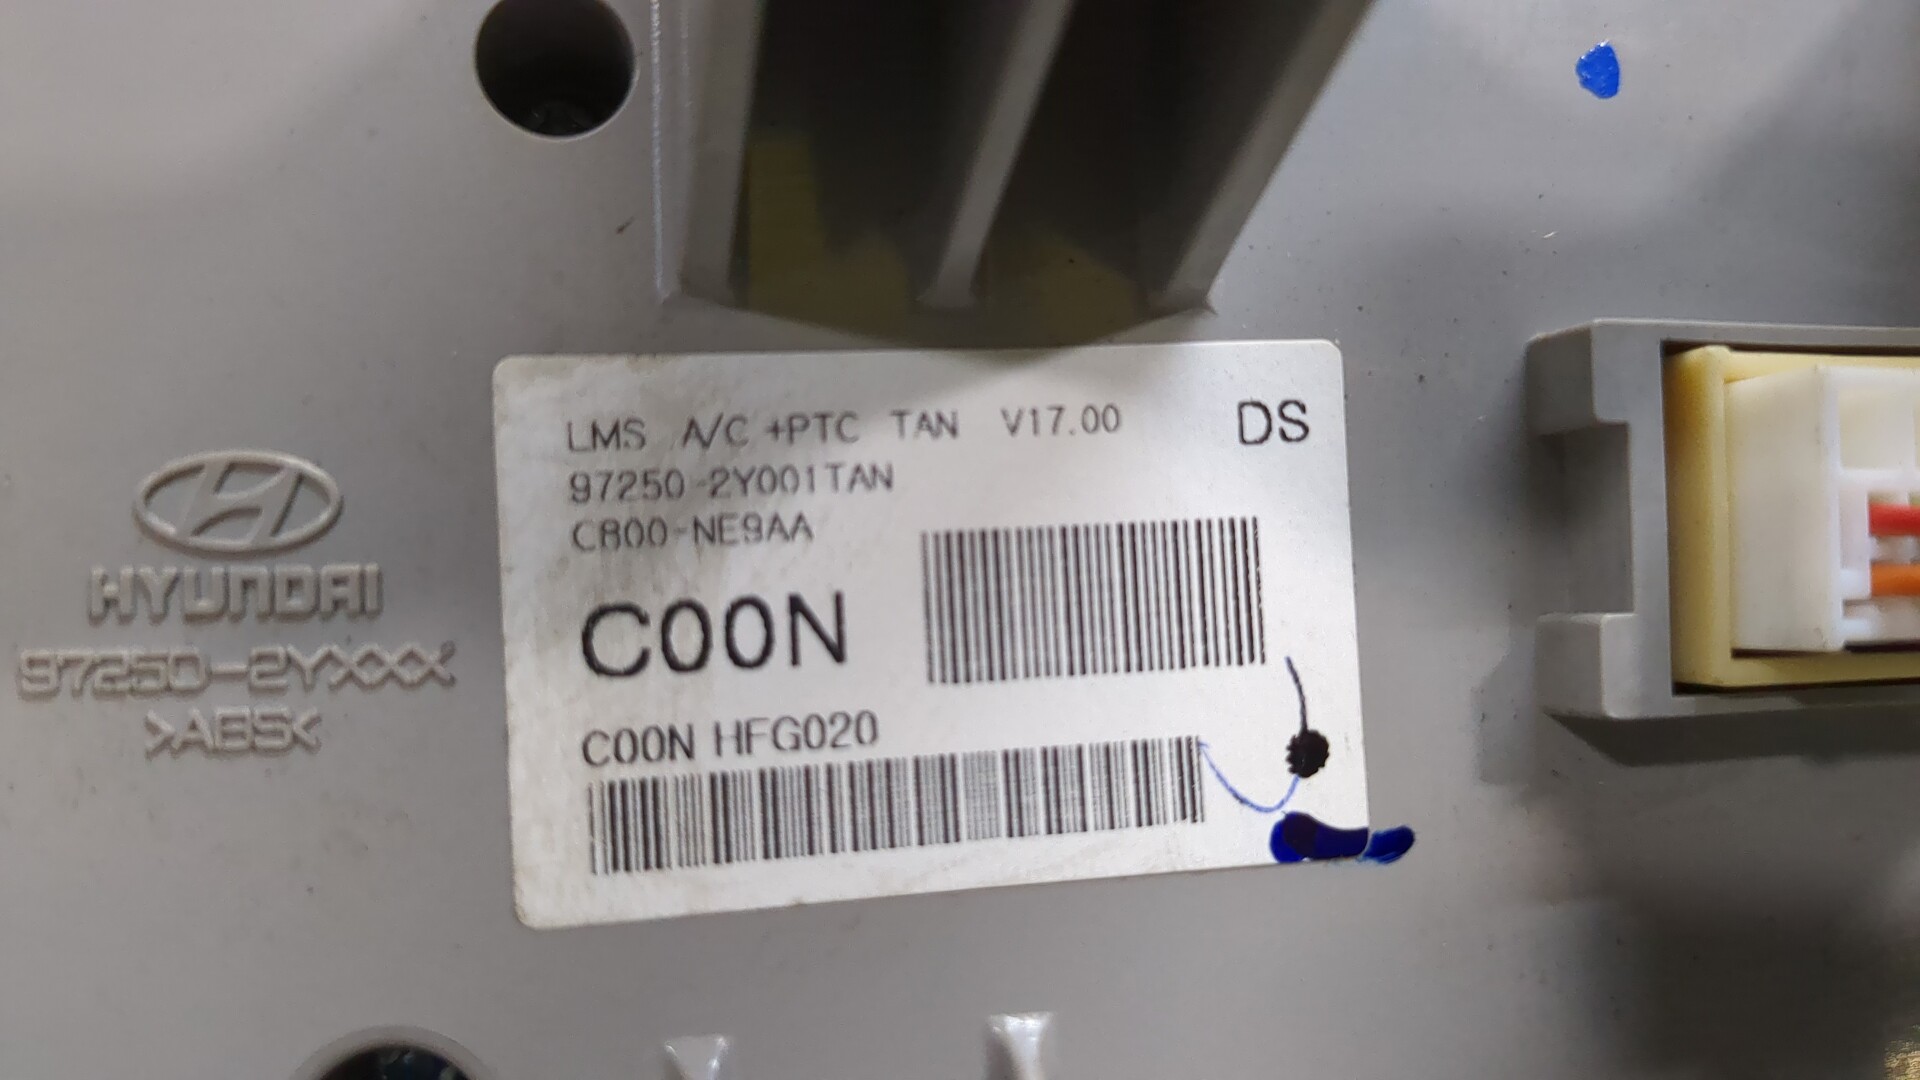 LMS A/C +PTC TAN V17.00 DS
97250-2Y001TAN
C800-NE9AA
C00N
C00N HFG020
HYUNDAI
97250-2YXXX
>ABS<